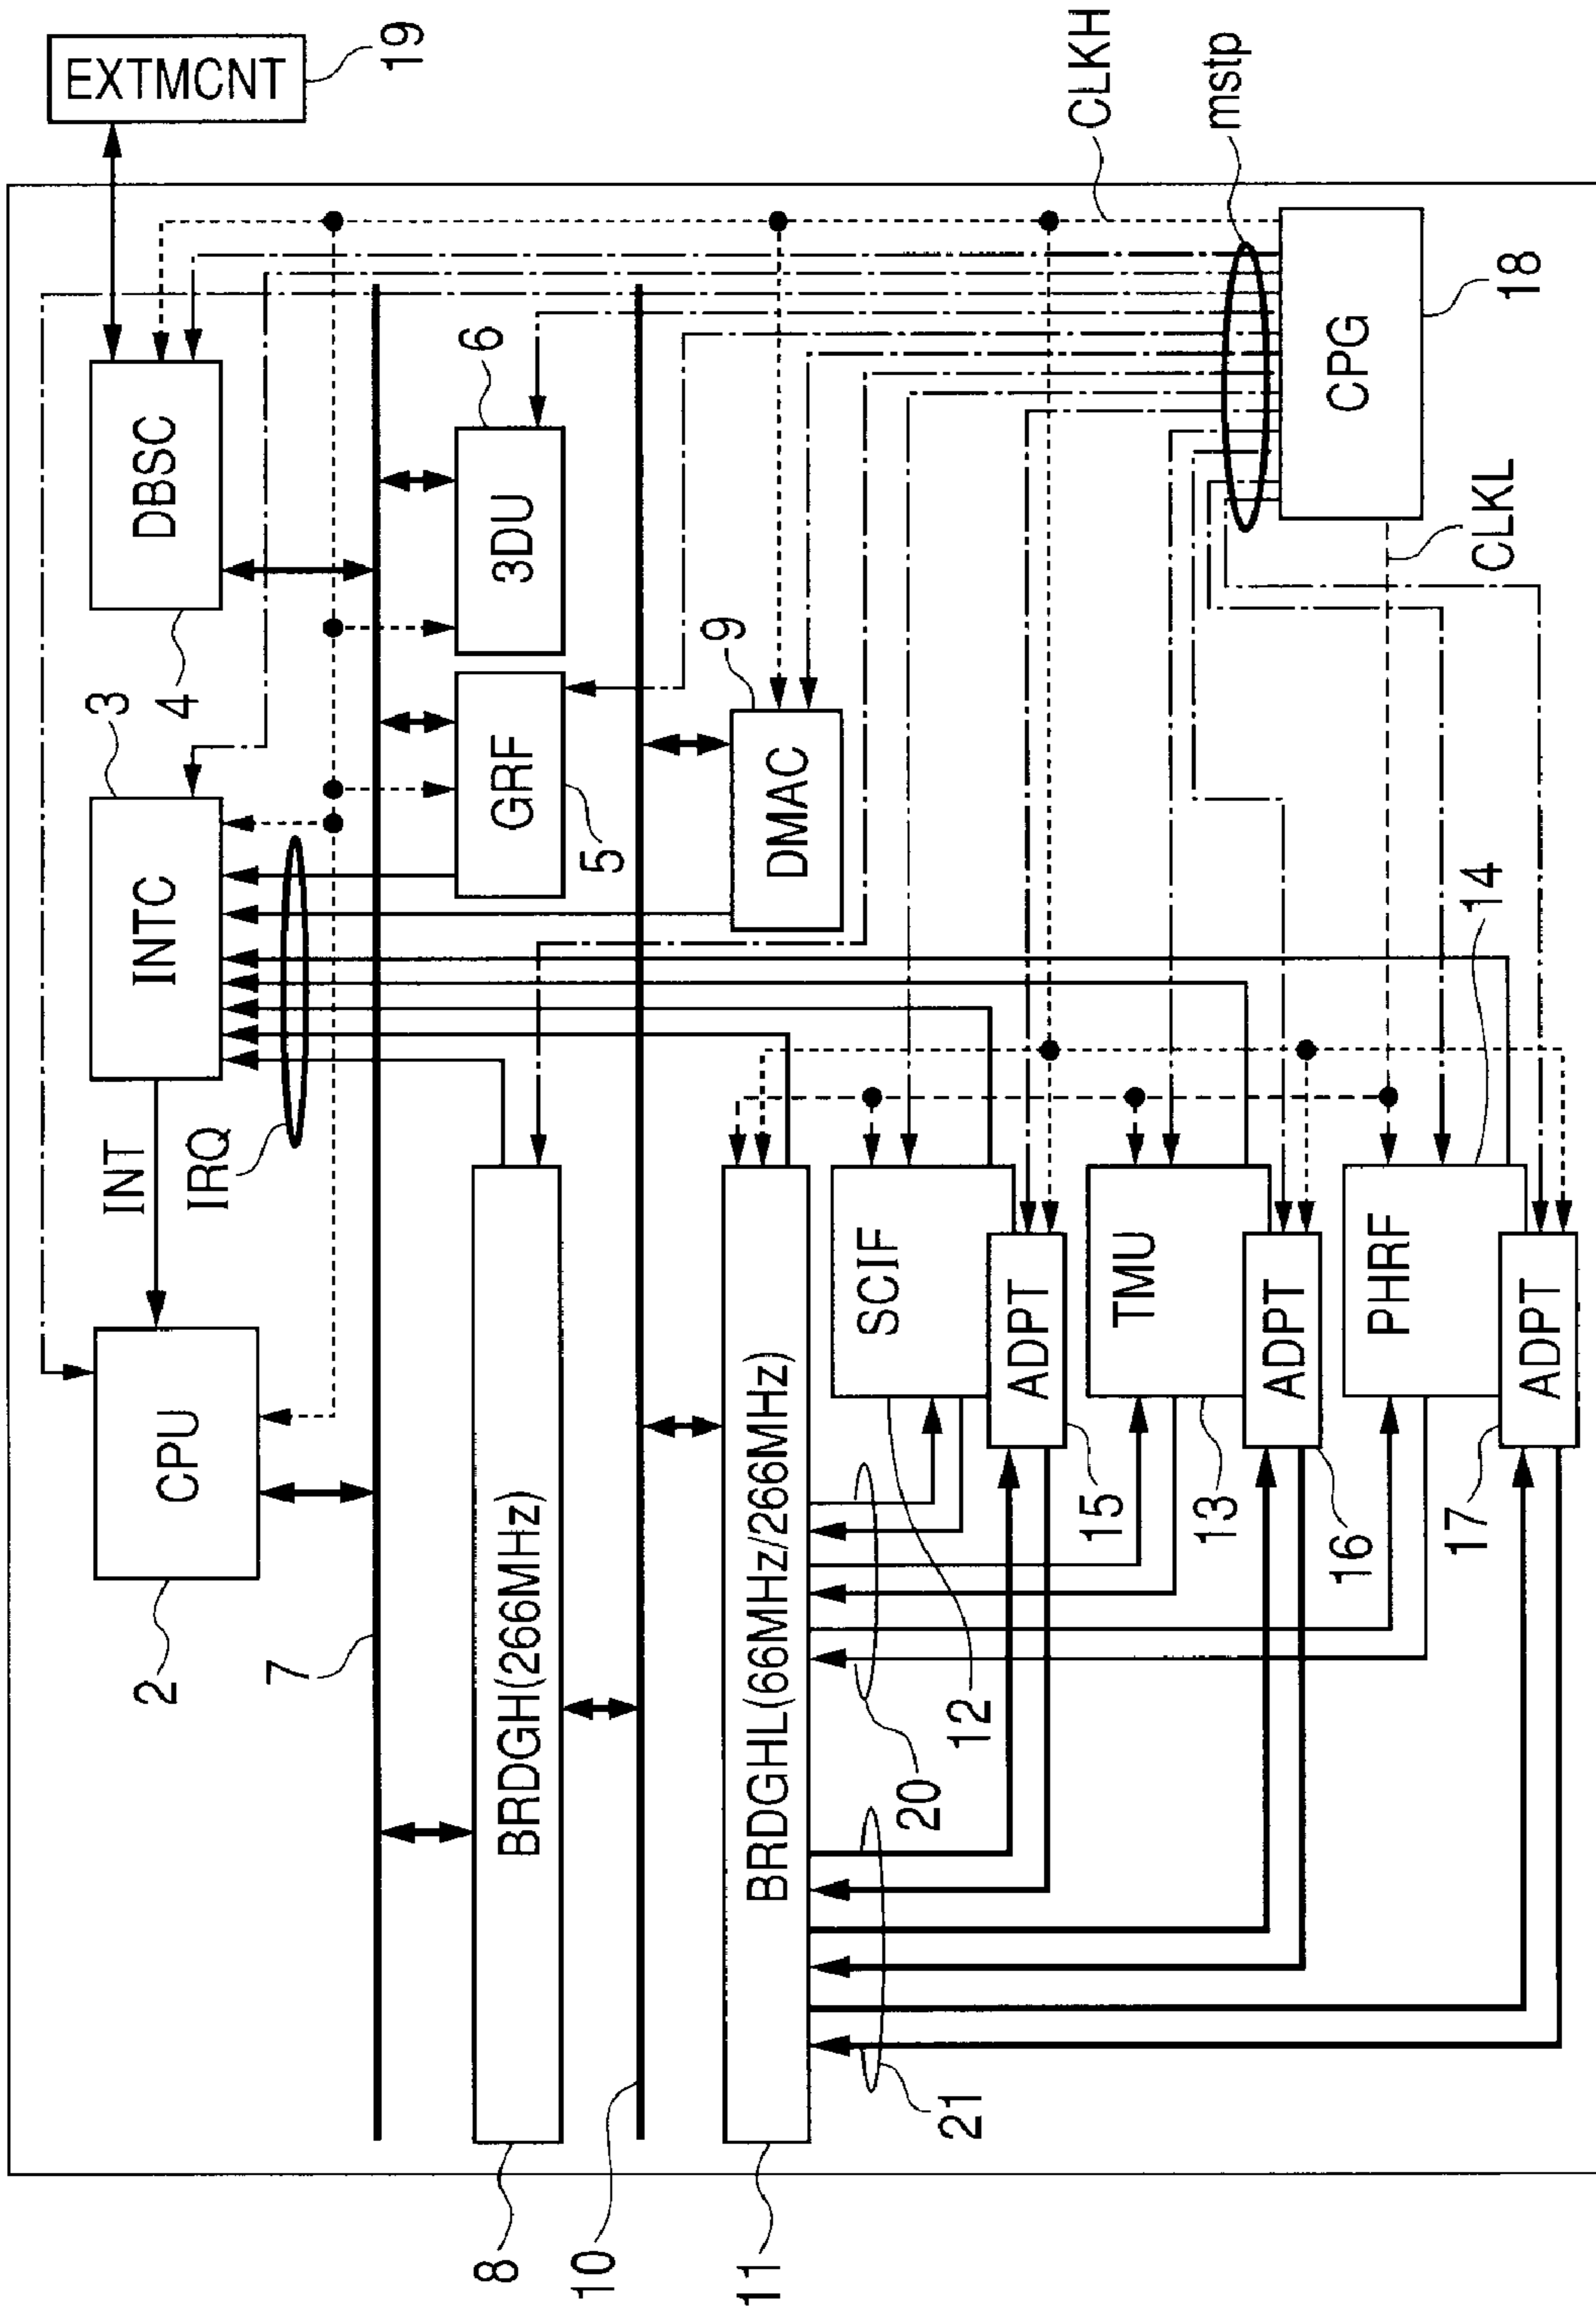 EXTMCNT
19
CPU
2
INT
IRQ
INTC
3
DBSC
4
7
BRDGH(266MHz)
8
GRF
5
3DU
6
10
DMAC
9
BRDGHL(66MHz/266MHz)
11
20
21
SCIF
12
ADPT
15
TMU
13
ADPT
16
PHRF
14
ADPT
17
CPG
18
CLKL
CLKH
mstp